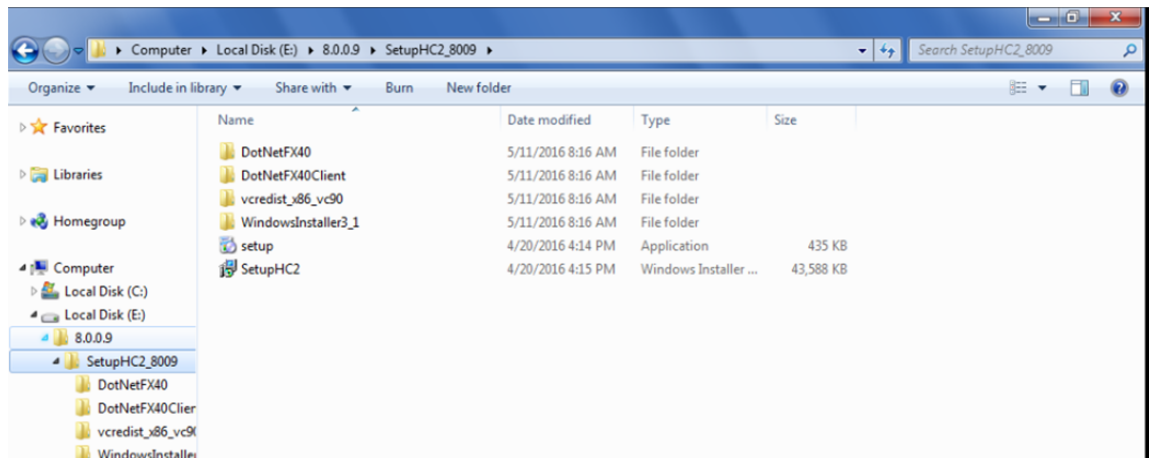 Computer Local Disk (E:) 8.0.0.9 SetupHC2_8009 Search SetupHC2_8009
Organize Include in library Share with Burn New folder
Favorites
Libraries
Homegroup
Computer
Local Disk (C:)
Local Disk (E:)
8.0.0.9
SetupHC2_8009
DotNetFX40
DotNetFX40Clier
vcredist_x86_vc9(
WindowsInstalle
Name Date modified Type Size
DotNetFX40 5/11/2016 8:16 AM File folder
DotNetFX40Client 5/11/2016 8:16 AM File folder
vcredist_x86_vc90 5/11/2016 8:16 AM File folder
WindowsInstaller3_1 5/11/2016 8:16 AM File folder
setup 4/20/2016 4:14 PM Application 435 KB
SetupHC2 4/20/2016 4:15 PM Windows Installer ... 43,588 KB